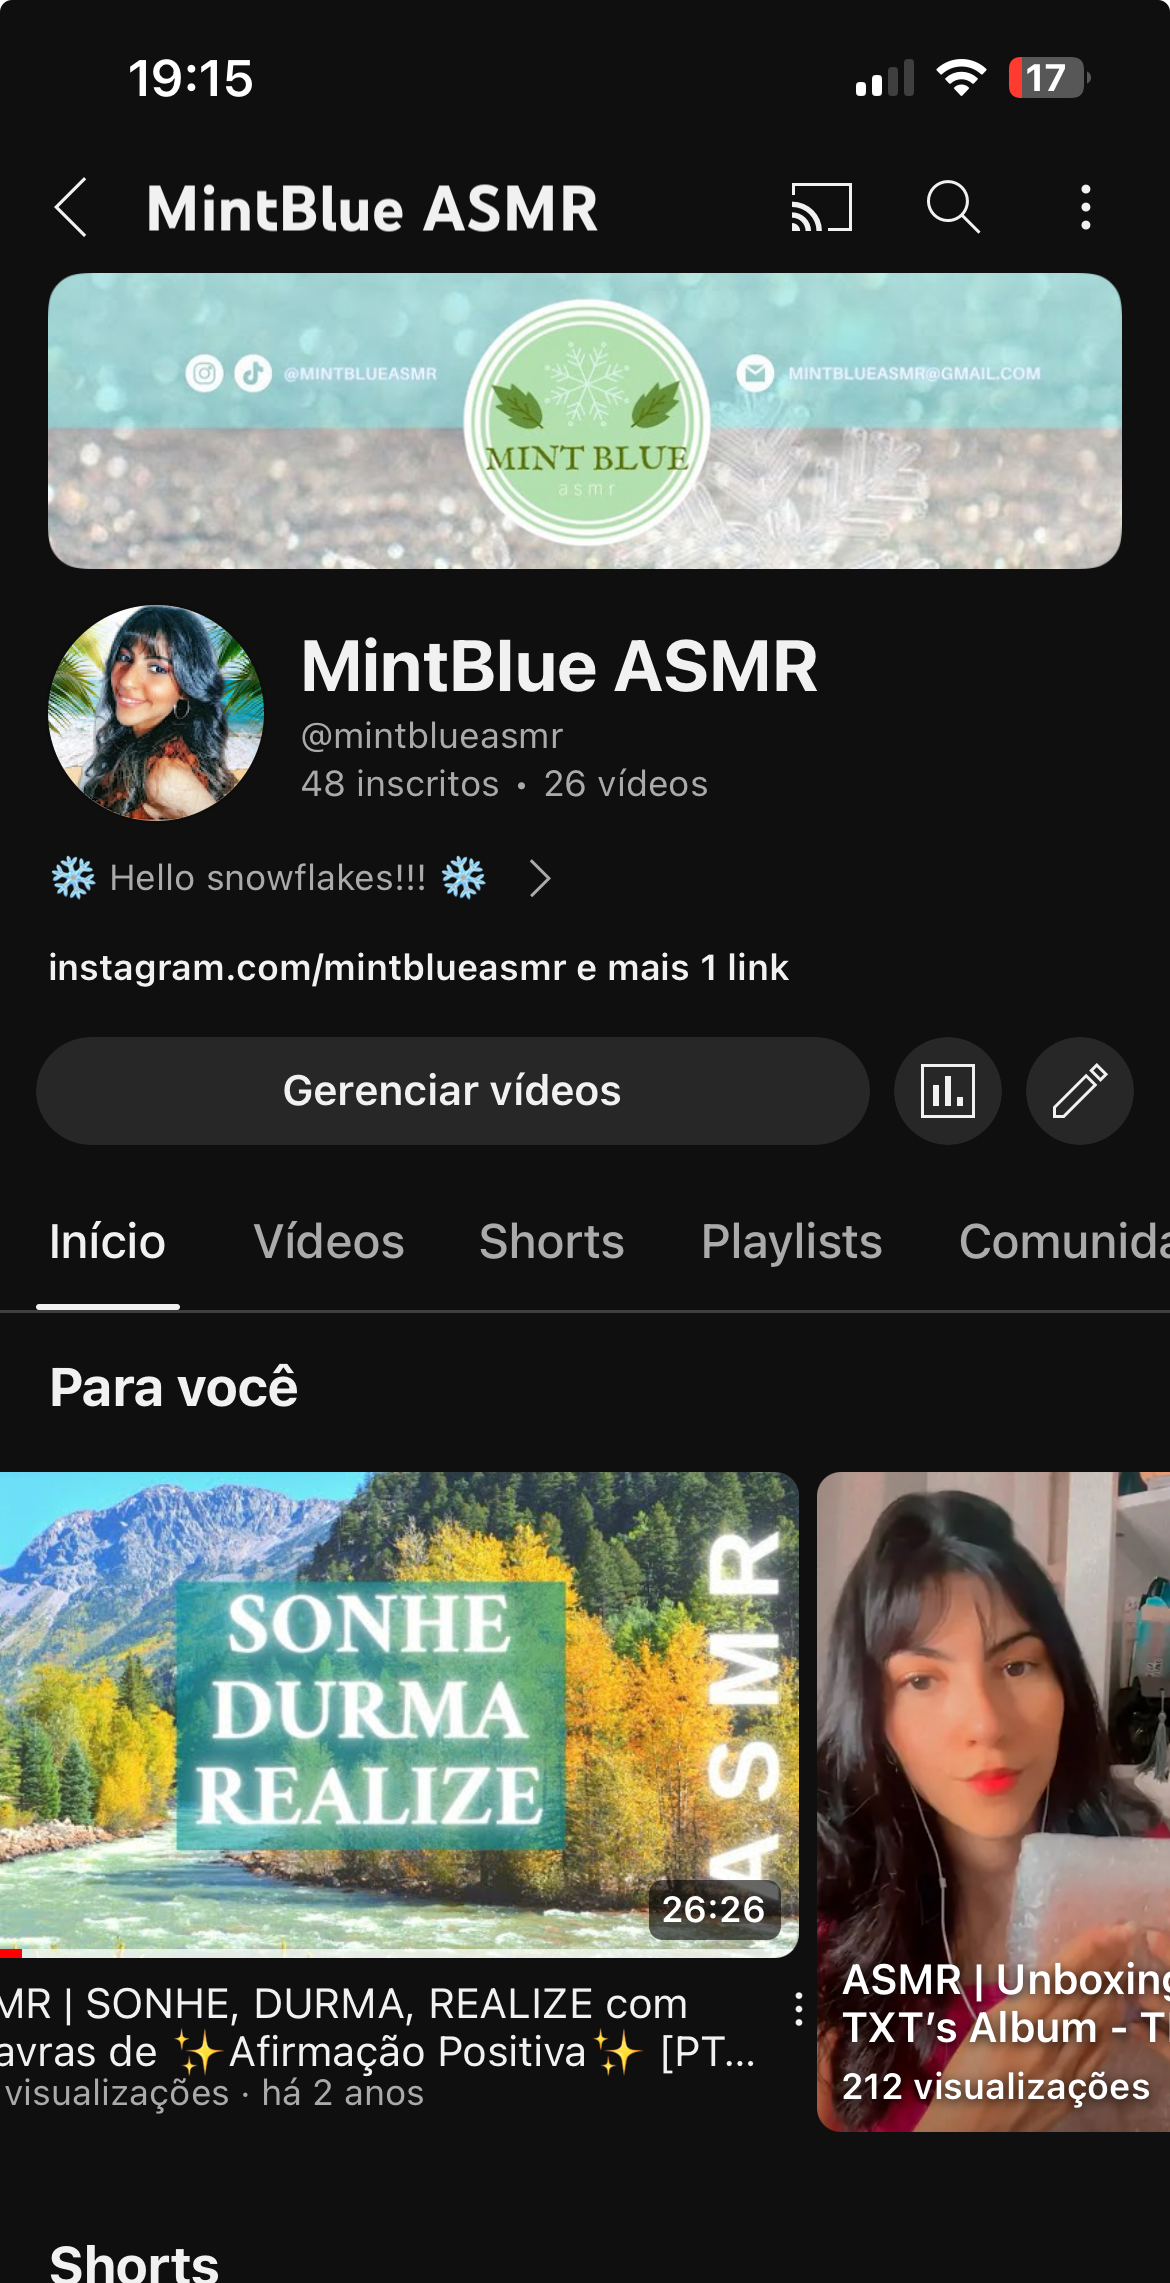 19:15
17
MintBlue ASMR
@MINTBLUEASMR
MINTBLUEASMR@GMAIL.COM
MINT BLUE
asmr
MintBlue ASMR
@mintblueasmr
48 inscritos • 26 vídeos
❄️ Hello snowflakes!!! ❄️
instagram.com/mintblueasmr e mais 1 link
Gerenciar vídeos
Início Vídeos Shorts Playlists Comunida
Para você
SONHE
DURMA
REALIZE
ASMR
26:26
MR | SONHE, DURMA, REALIZE com
avras de ✨Afirmação Positiva✨ [PT...
visualizações · há 2 anos
ASMR | Unboxing
TXT's Album - T
212 visualizações
Shorts